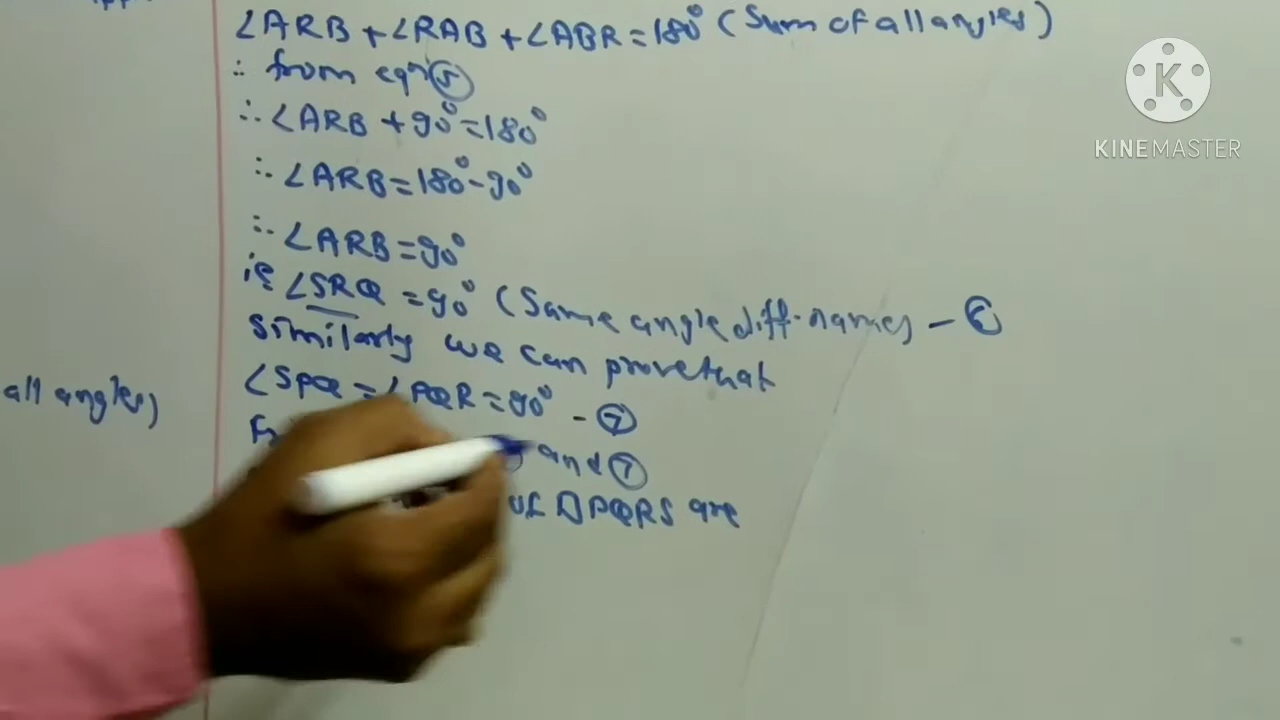 ∠ARB + ∠RAB + ∠ABR = 180° (Sum of all angles)
∴ from eqn ⑤
∴ ∠ARB + 90° = 180°
∴ ∠ARB = 180° - 90°
∴ ∠ARB = 90°
ie ∠SRQ = 90° (Same angle diff. names) - ⑥
Similarly we can prove that
∠SPQ = ∠PQR = 90° - ⑦
and ⑦
of □PQRS are
all angles)
K
KINEMASTER